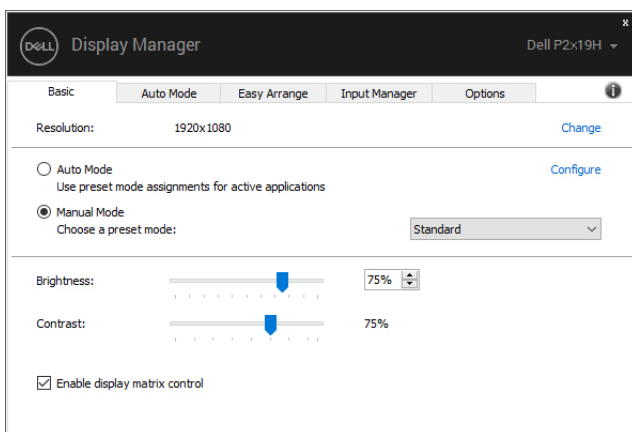 x
DELL Display Manager Dell P2x19H
Basic Auto Mode Easy Arrange Input Manager Options i
Resolution: 1920x1080 Change
Auto Mode Configure
Use preset mode assignments for active applications
Manual Mode
Choose a preset mode: Standard
Brightness: 75%
Contrast: 75%
Enable display matrix control